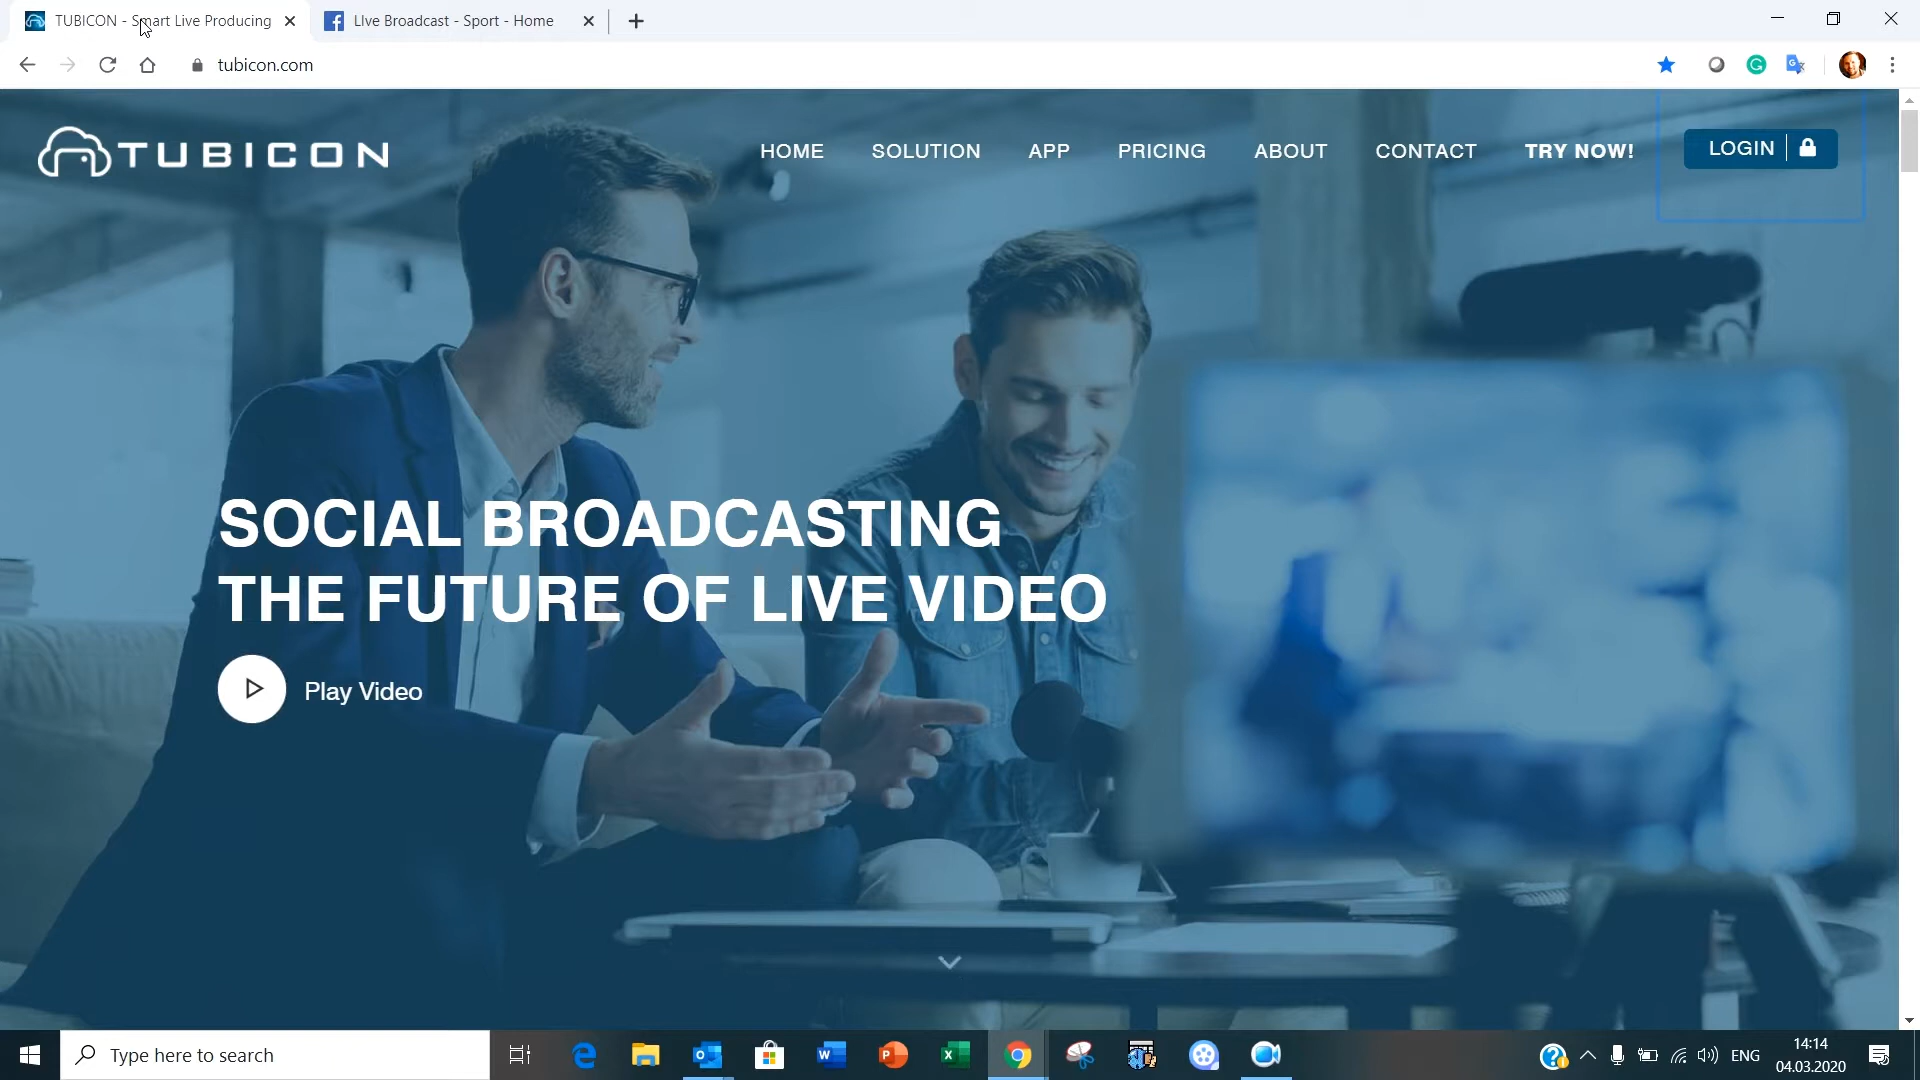 TUBICON - Smart Live Producing
LIve Broadcast - Sport - Home
tubicon.com
TUBICON
HOME
SOLUTION
APP
PRICING
ABOUT
CONTACT
TRY NOW!
LOGIN
SOCIAL BROADCASTING
THE FUTURE OF LIVE VIDEO
Play Video
Type here to search
ENG
14:14
04.03.2020